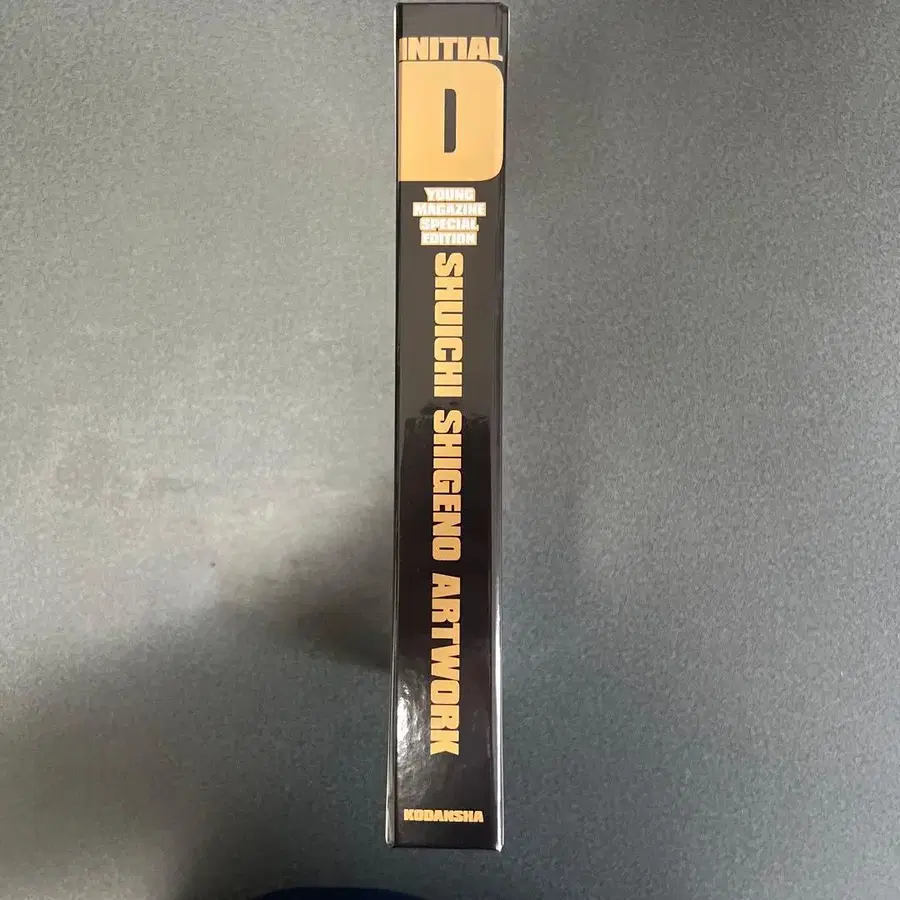 INITIAL
D
YOUNG
MAGAZINE
SPECIAL
EDITION
SHUICHI SHIGENO ARTWORK
KODANSHA